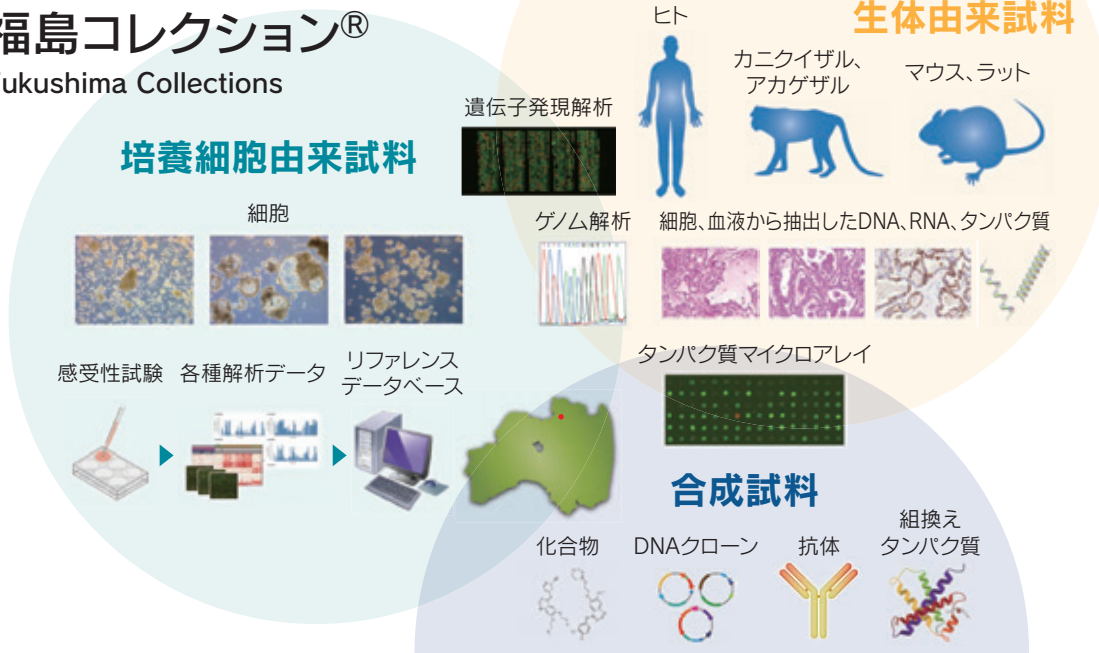 福島コレクション®
Fukushima Collections
生体由来試料
ヒト
カニクイザル、
アカゲザル
マウス、ラット
遺伝子発現解析
培養細胞由来試料
細胞
ゲノム解析
細胞、血液から抽出したDNA、RNA、タンパク質
感受性試験
各種解析データ
リファレンス
データベース
タンパク質マイクロアレイ
合成試料
化合物
DNAクローン
抗体
組換え
タンパク質